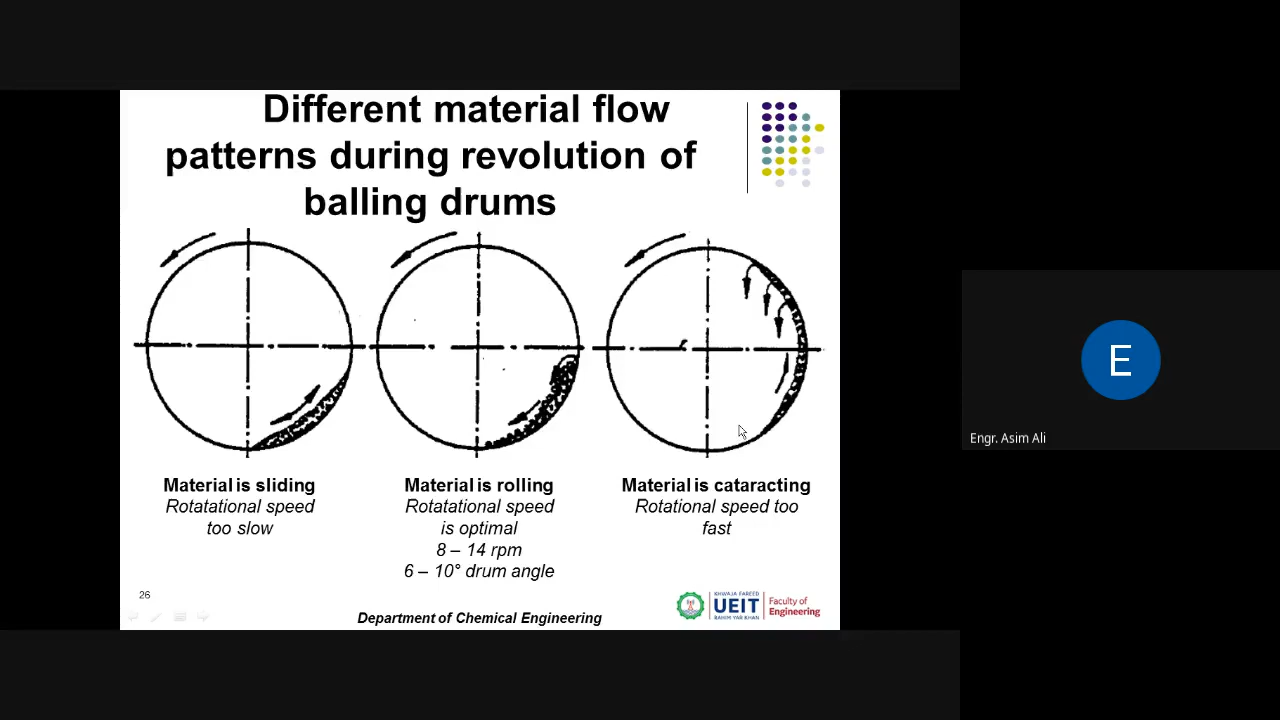 Different material flow
patterns during revolution of
balling drums
Material is sliding
Rotatational speed
too slow
Material is rolling
Rotatational speed
is optimal
8 – 14 rpm
6 – 10° drum angle
Material is cataracting
Rotational speed too
fast
26
Department of Chemical Engineering
KHWAJA FAREED
UEIT
RAHIM YAR KHAN
Faculty of
Engineering
E
Engr. Asim Ali